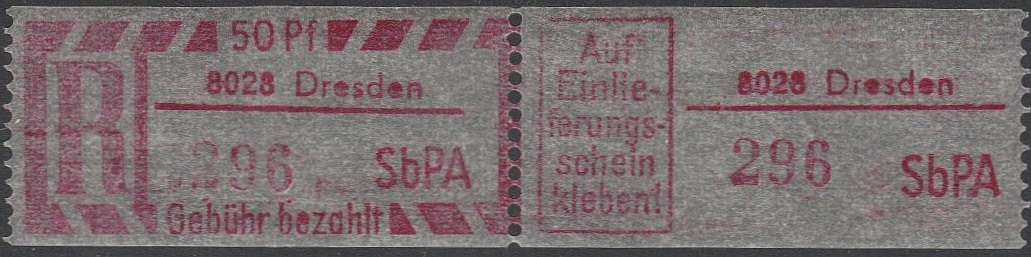 50 Pf
R
8028 Dresden
296
SbPA
Gebühr bezahlt
Auf
Einlie-
ferungs-
schein
kleben!
8028 Dresden
296
SbPA